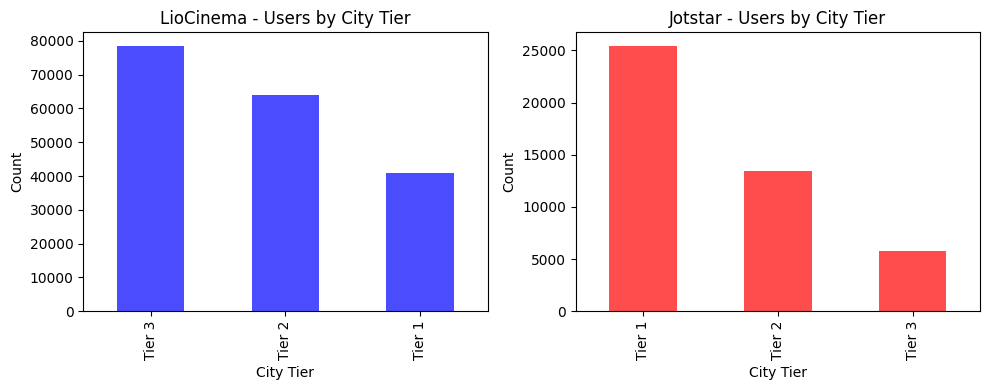 LioCinema - Users by City Tier
80000
70000
60000
50000
40000
30000
20000
10000
0
Count
Tier 3
Tier 2
Tier 1
City Tier
Jotstar - Users by City Tier
25000
20000
15000
10000
5000
0
Count
Tier 1
Tier 2
Tier 3
City Tier